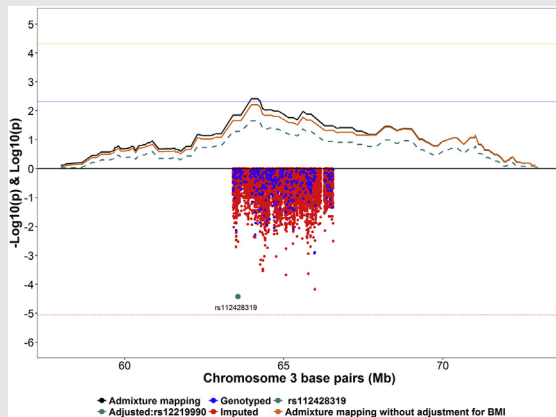 5
4
3
2
1
0
-1
-2
-3
-4
-5
-6
-Log10(p) & Log10(p)
rs112428319
60
65
70
Chromosome 3 base pairs (Mb)
Admixture mapping
Genotyped
rs112428319
Adjusted:rs12219990
Imputed
Admixture mapping without adjustment for BMI